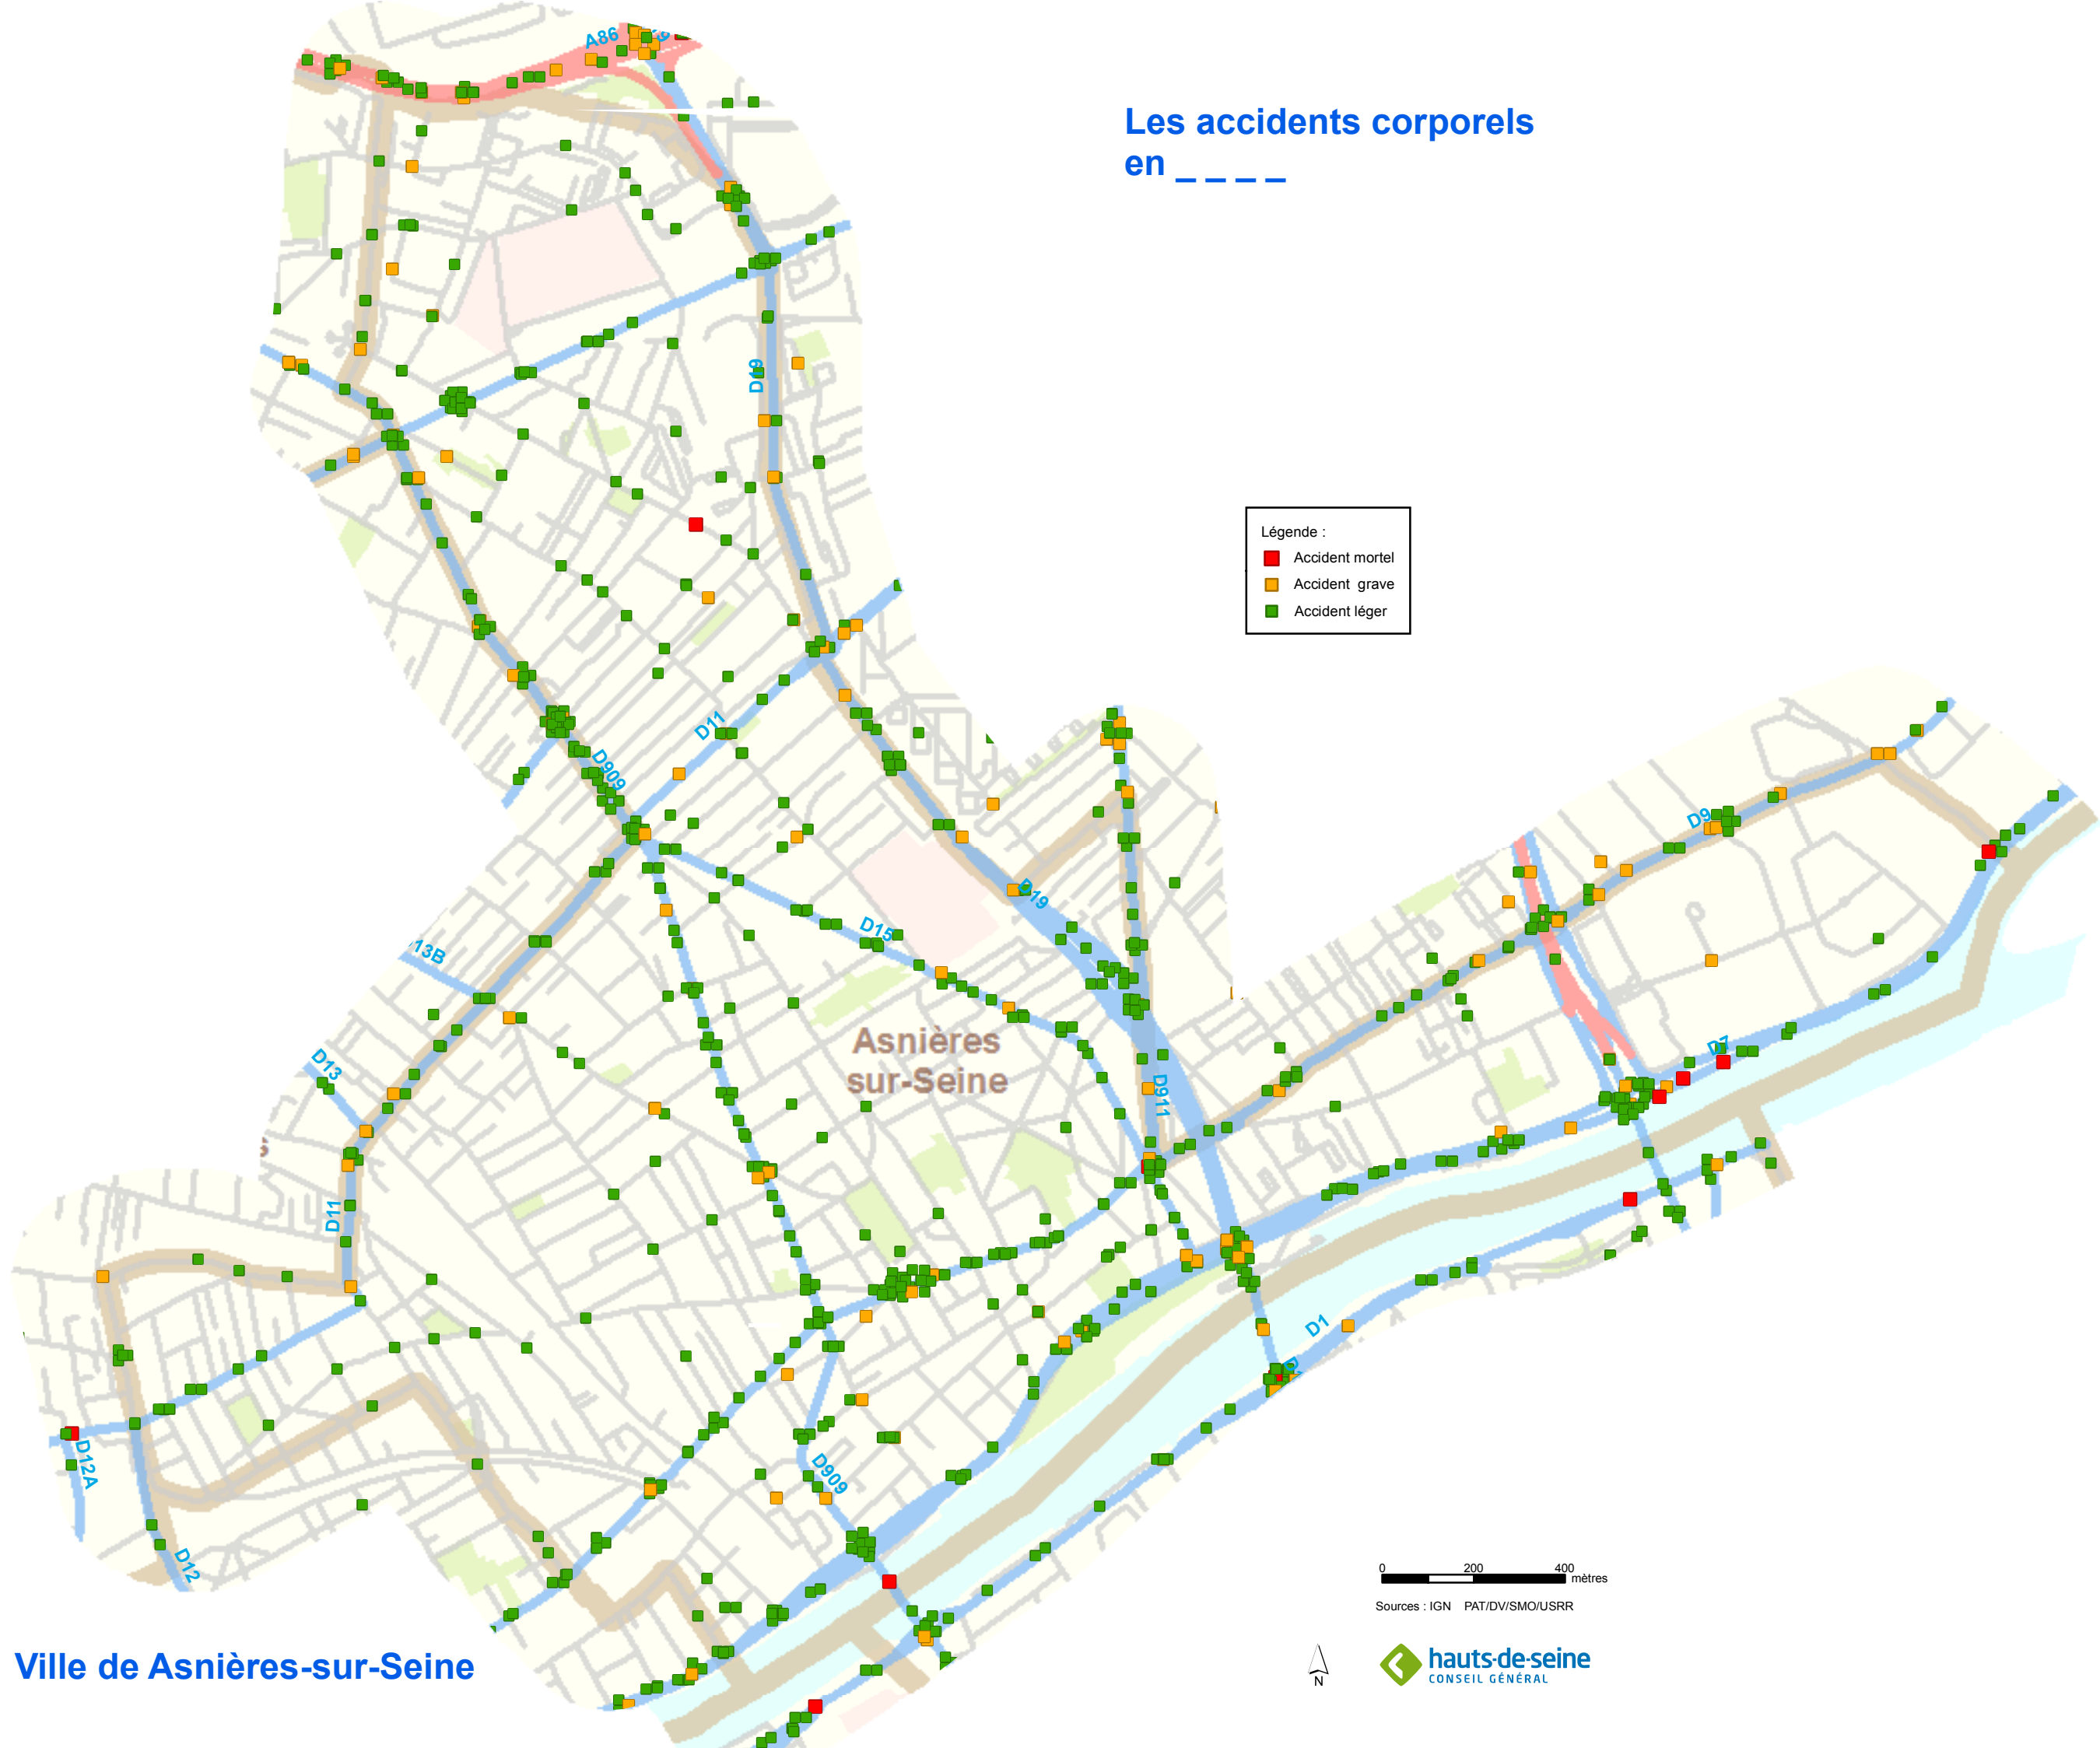 A86
Les accidents corporels
en _ _ _ _
D19
Légende :
Accident mortel
Accident grave
Accident léger
D11
D909
D9
D19
D15
13B
Asnières
sur-Seine
D7
D13
D911
D11
D1
D12A
D909
D12
0 200 400
mètres
Sources : IGN PAT/DV/SMO/USRR
Ville de Asnières-sur-Seine
N
hauts-de-seine
CONSEIL GÉNÉRAL